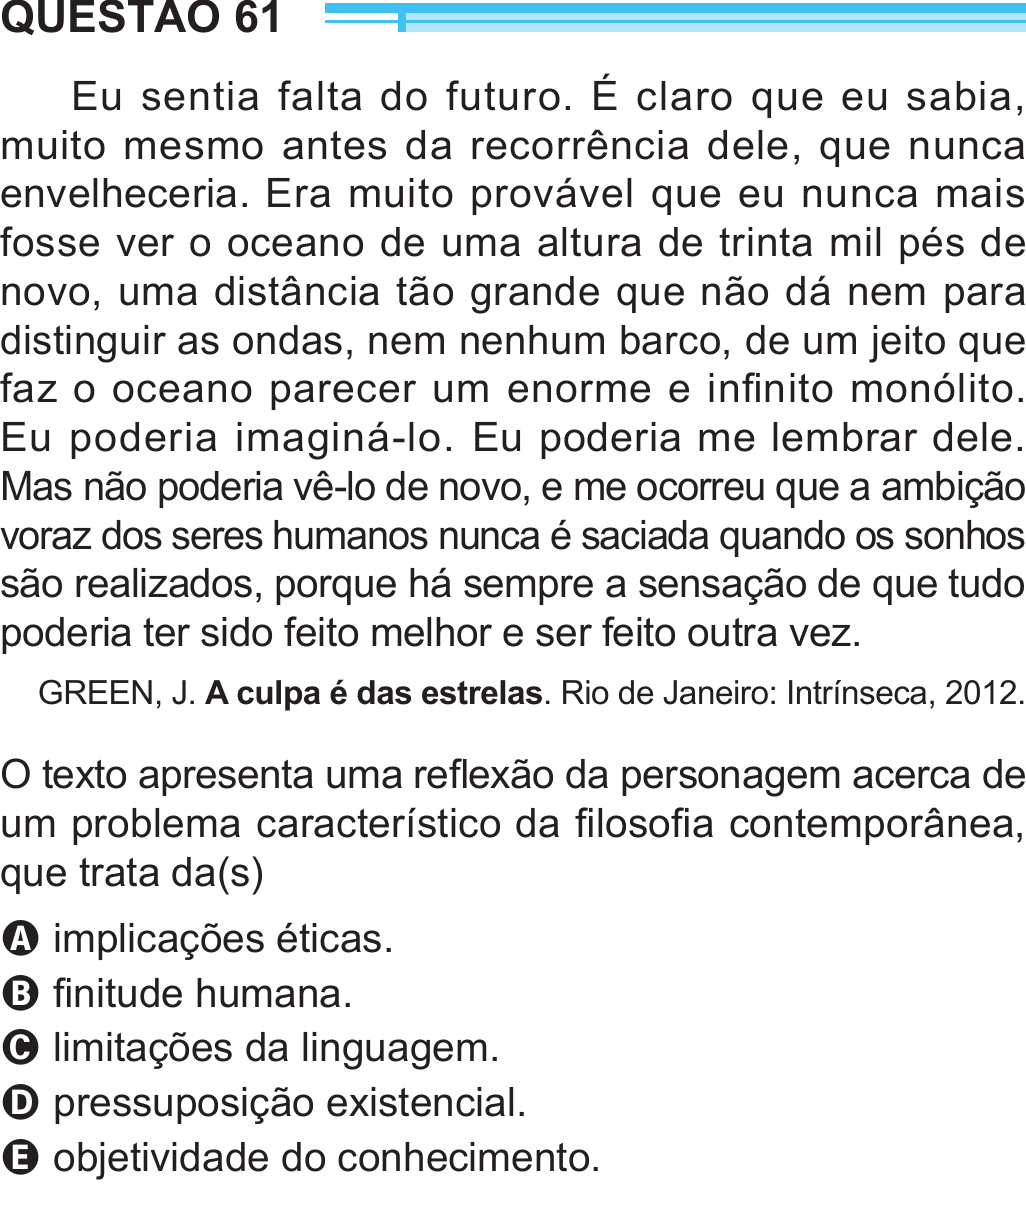 QUESTÃO 61
Eu sentia falta do futuro. É claro que eu sabia,
muito mesmo antes da recorrência dele, que nunca
envelheceria. Era muito provável que eu nunca mais
fosse ver o oceano de uma altura de trinta mil pés de
novo, uma distância tão grande que não dá nem para
distinguir as ondas, nem nenhum barco, de um jeito que
faz o oceano parecer um enorme e infinito monólito.
Eu poderia imaginá-lo. Eu poderia me lembrar dele.
Mas não poderia vê-lo de novo, e me ocorreu que a ambição
voraz dos seres humanos nunca é saciada quando os sonhos
são realizados, porque há sempre a sensação de que tudo
poderia ter sido feito melhor e ser feito outra vez.
GREEN, J. A culpa é das estrelas. Rio de Janeiro: Intrínseca, 2012.
O texto apresenta uma reflexão da personagem acerca de
um problema característico da filosofia contemporânea,
que trata da(s)
A implicações éticas.
B finitude humana.
C limitações da linguagem.
D pressuposição existencial.
E objetividade do conhecimento.